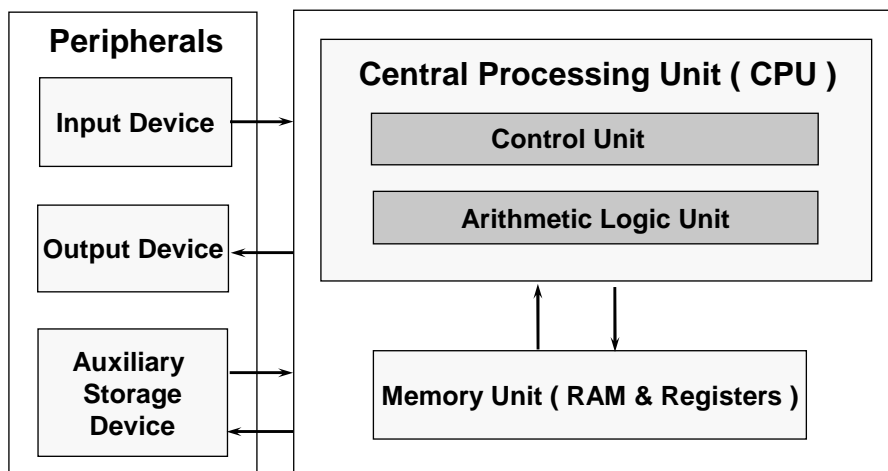 Peripherals
Input Device
Output Device
Auxiliary
Storage
Device
Central Processing Unit ( CPU )
Control Unit
Arithmetic Logic Unit
Memory Unit ( RAM & Registers )